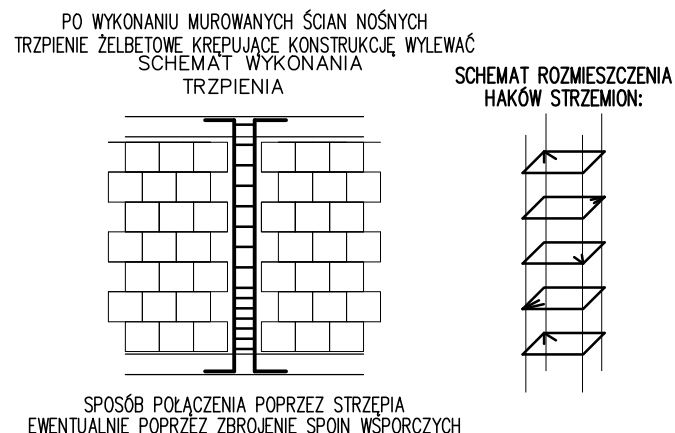 PO WYKONANIU MUROWANYCH ŚCIAN NOŚNYCH
TRZPIENIE ŻELBETOWE KRĘPUJĄCE KONSTRUKCJĘ WYLEWAĆ
SCHEMAT WYKONANIA
TRZPIENIA
SCHEMAT ROZMIESZCZENIA
HAKÓW STRZEMION:
SPOSÓB POŁĄCZENIA POPRZEZ STRZĘPIA
EWENTUALNIE POPRZEZ ZBROJENIE SPOIN WSPORCZYCH